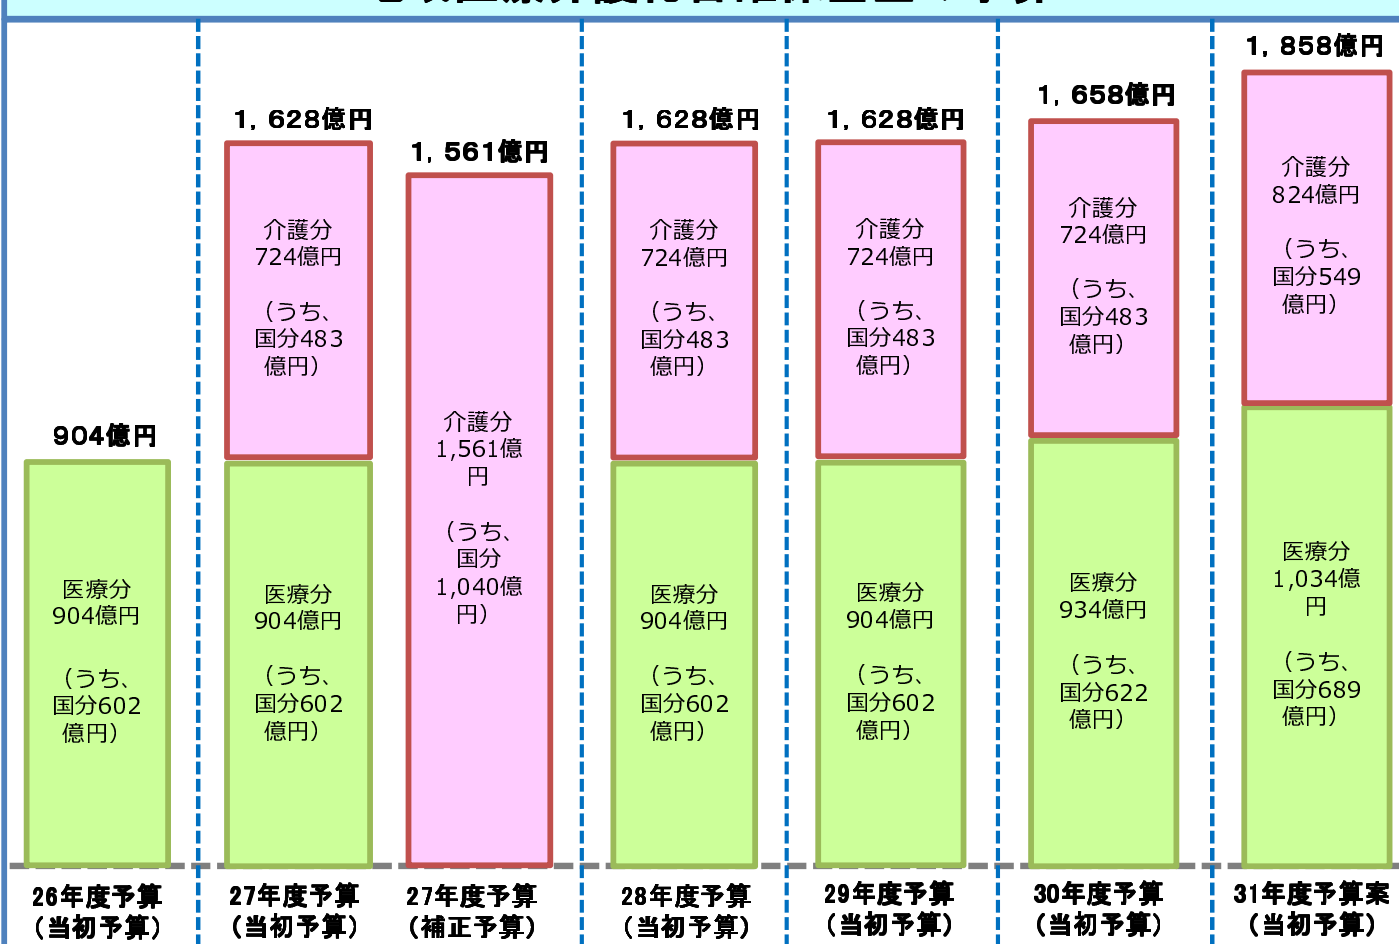 904億円
医療分
904億円
（うち、
国分602
億円）
26年度予算
（当初予算）
1，628億円
介護分
724億円
（うち、
国分483
億円）
医療分
904億円
（うち、
国分602
億円）
27年度予算
（当初予算）
1，561億円
介護分
1,561億
円
（うち、
国分
1,040億
円）
27年度予算
（補正予算）
1，628億円
介護分
724億円
（うち、
国分483
億円）
医療分
904億円
（うち、
国分602
億円）
28年度予算
（当初予算）
1，628億円
介護分
724億円
（うち、
国分483
億円）
医療分
904億円
（うち、
国分602
億円）
29年度予算
（当初予算）
1，658億円
介護分
724億円
（うち、
国分483
億円）
医療分
934億円
（うち、
国分622
億円）
30年度予算
（当初予算）
1，858億円
介護分
824億円
（うち、
国分549
億円）
医療分
1,034億
円
（うち、
国分689
億円）
31年度予算案
（当初予算）